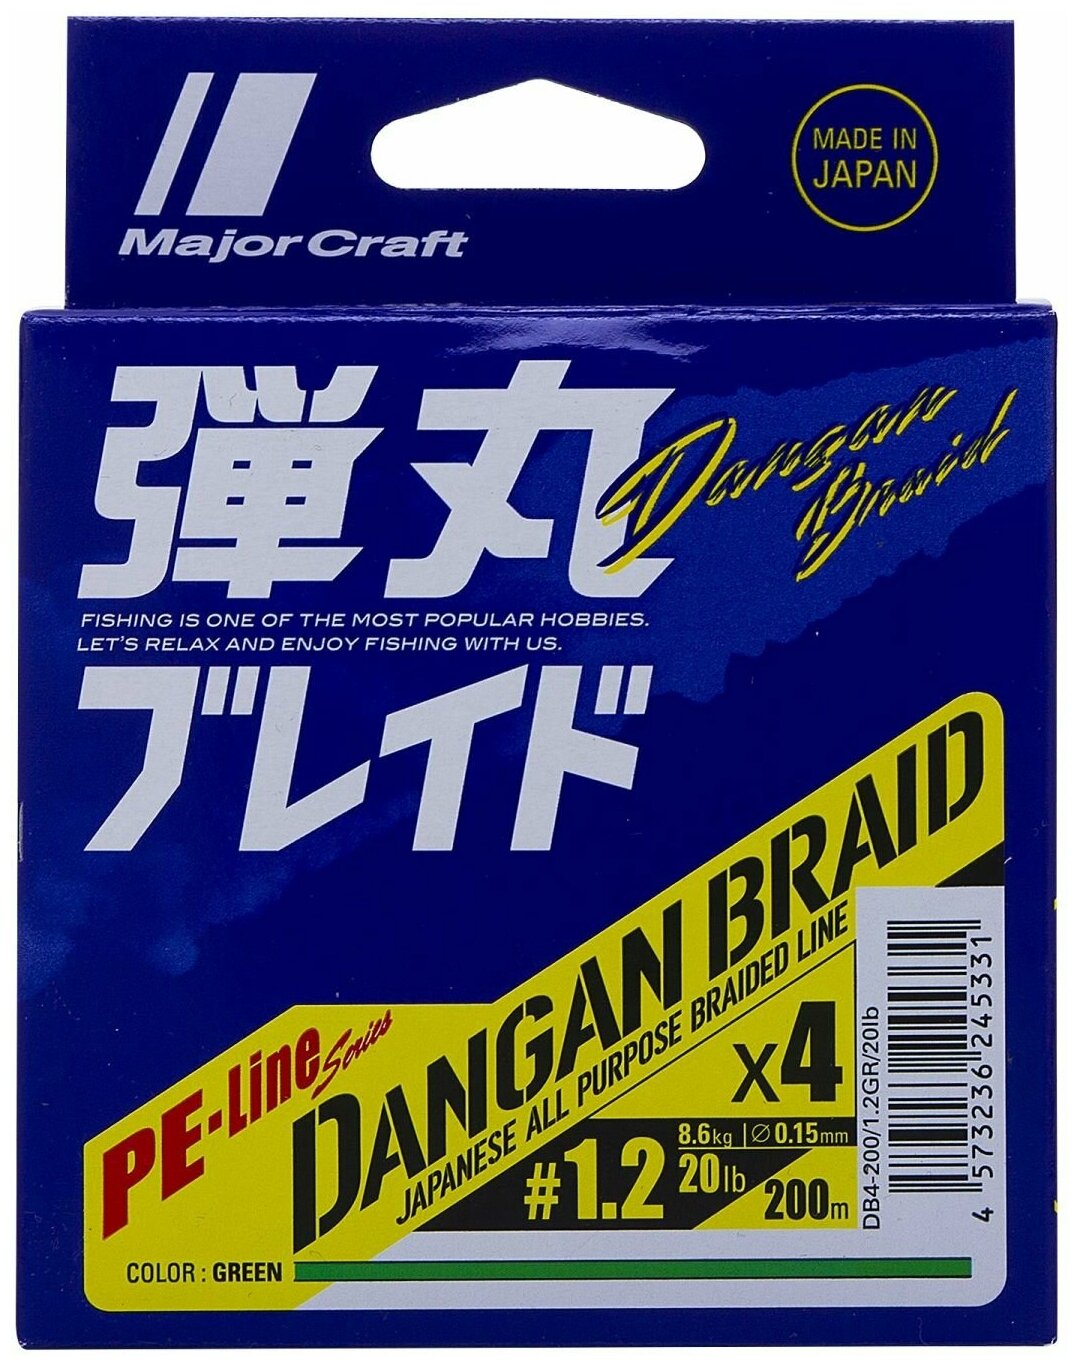 Major Craft
MADE IN
JAPAN
弾丸
Dangan
Braid
FISHING IS ONE OF THE MOST POPULAR HOBBIES.
LET'S RELAX AND ENJOY FISHING WITH US.
ブレイド
PE-Line Series
DANGAN BRAID
JAPANESE ALL PURPOSE BRAIDED LINE
X4
#1.2
8.6kg | ∅0.15mm
20lb
200m
COLOR : GREEN
DB4-200/1.2GR/20lb
4 573236 245331